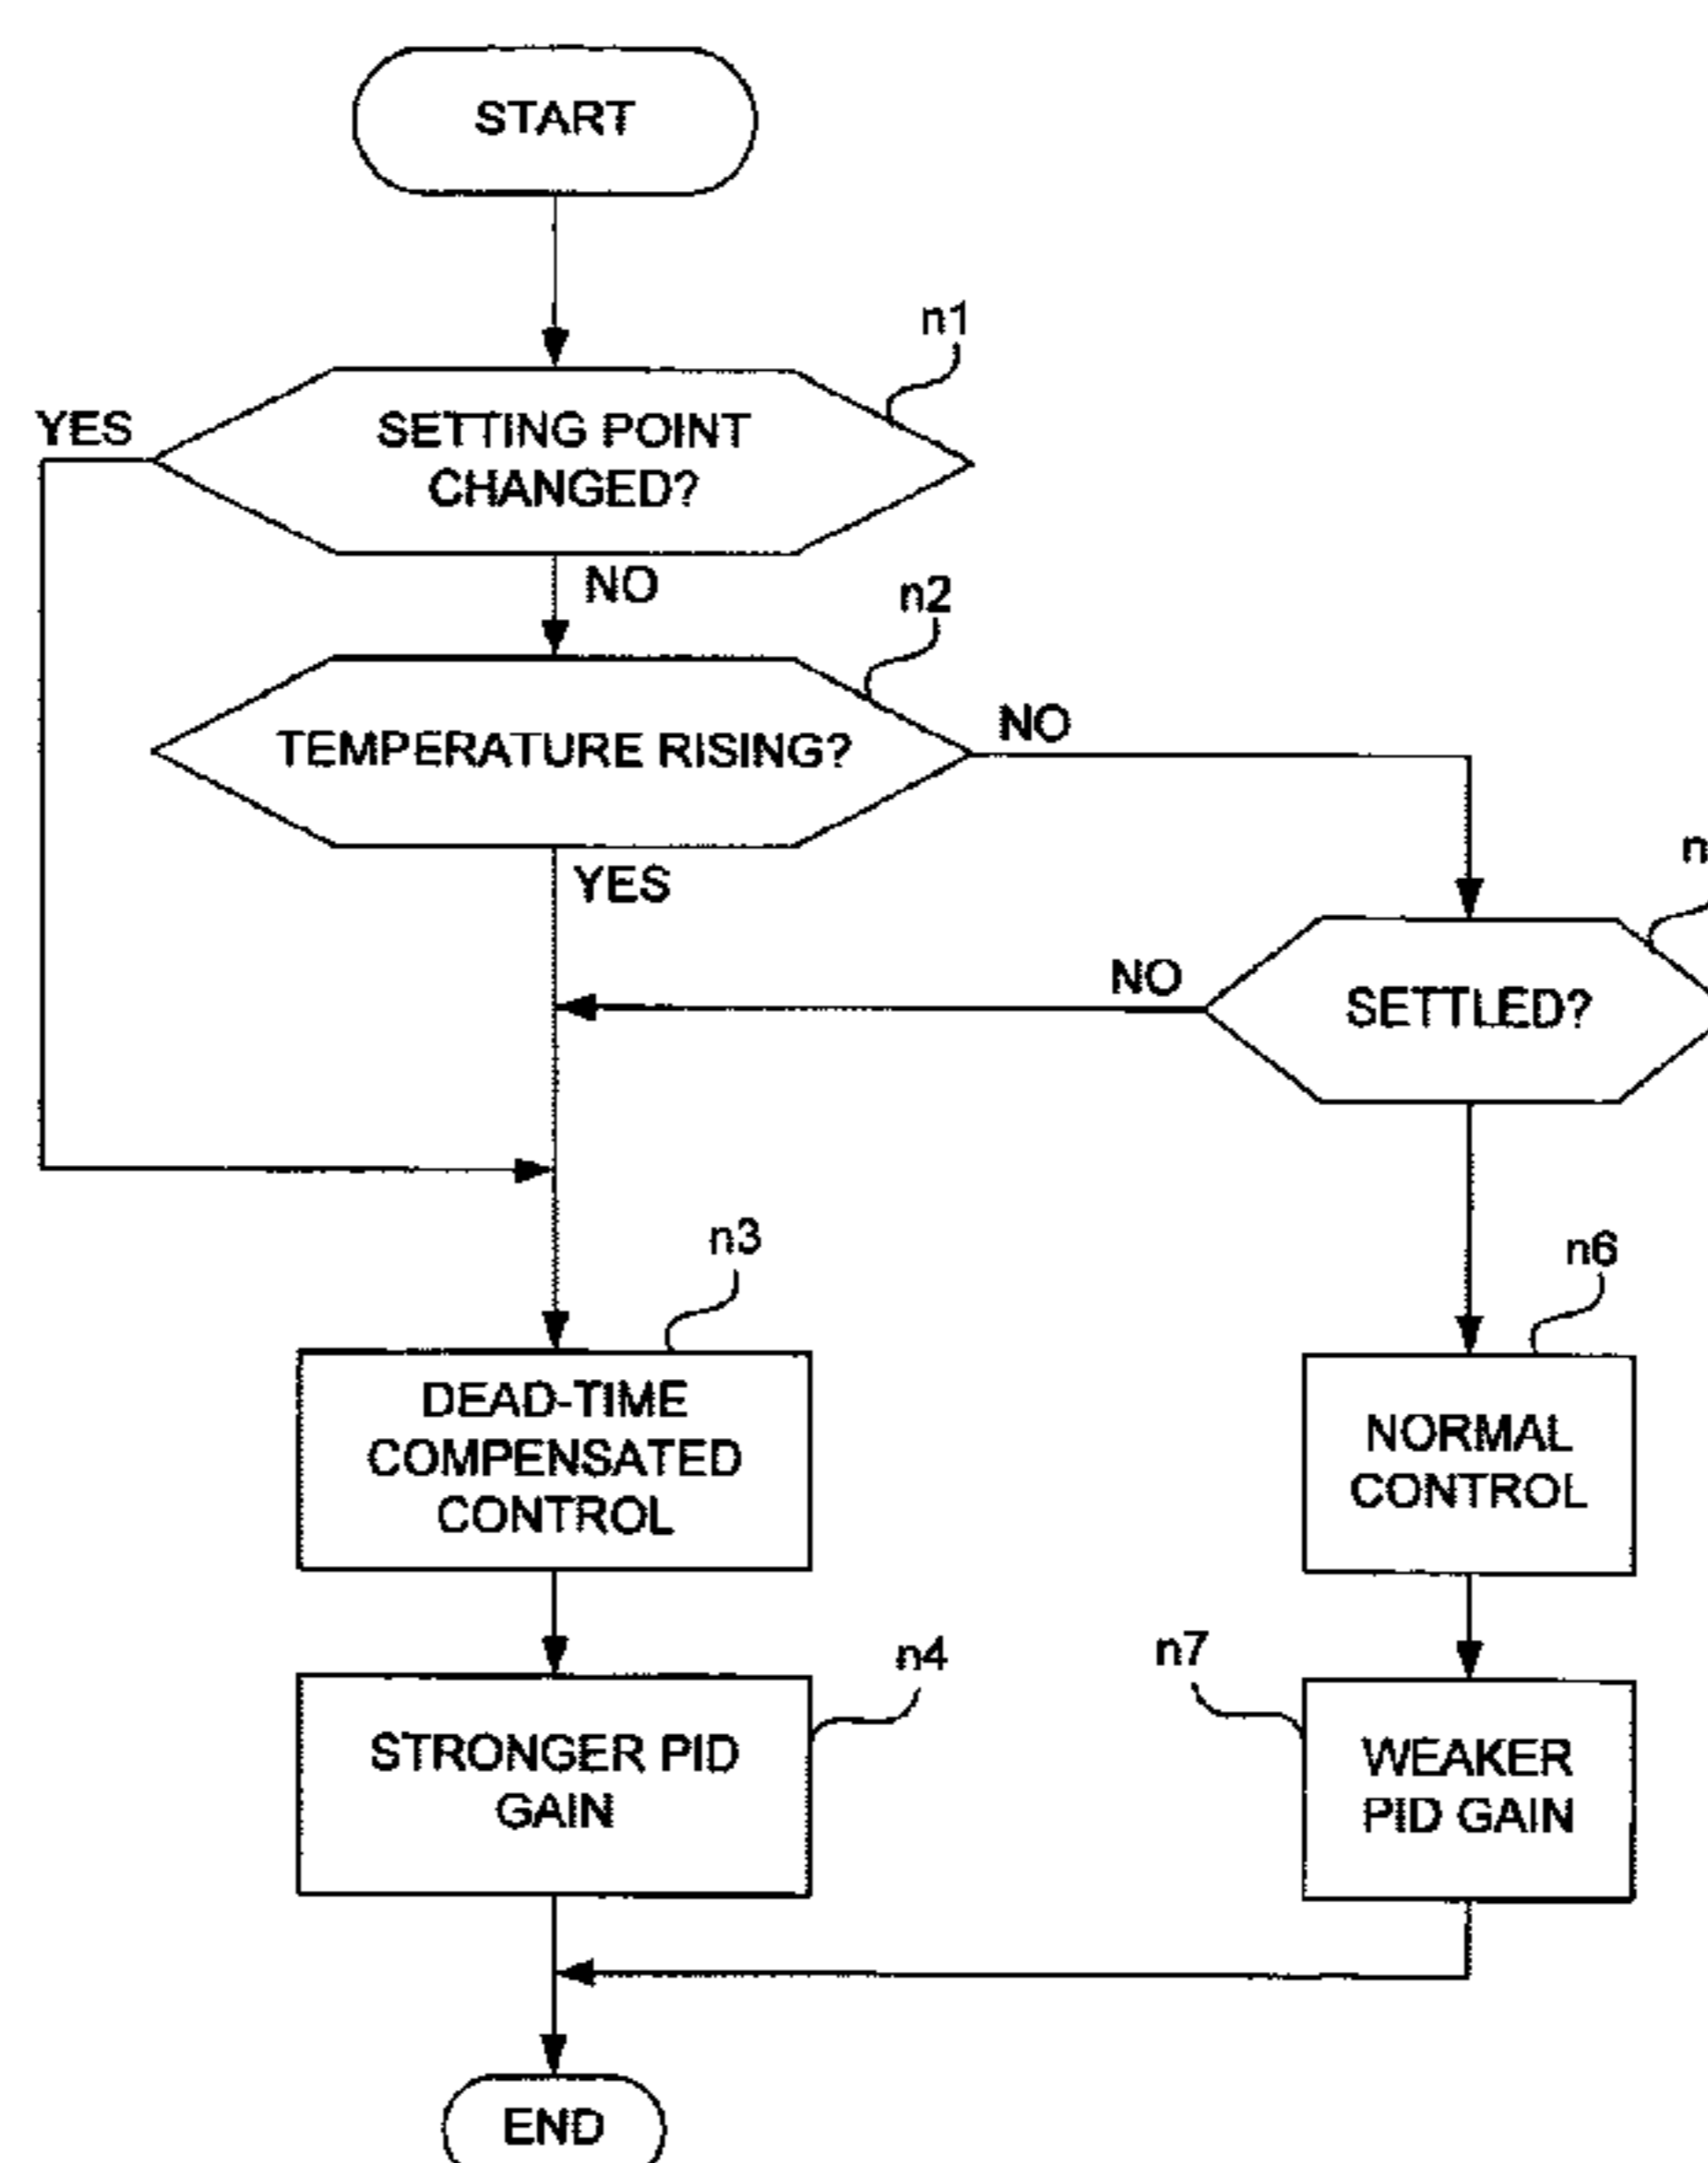 START
n1
YES
SETTING POINT
CHANGED?
NO
n2
TEMPERATURE RISING?
NO
YES
n
NO
SETTLED?
n3
n6
DEAD-TIME
COMPENSATED
CONTROL
NORMAL
CONTROL
n4
n7
STRONGER PID
GAIN
WEAKER
PID GAIN
END